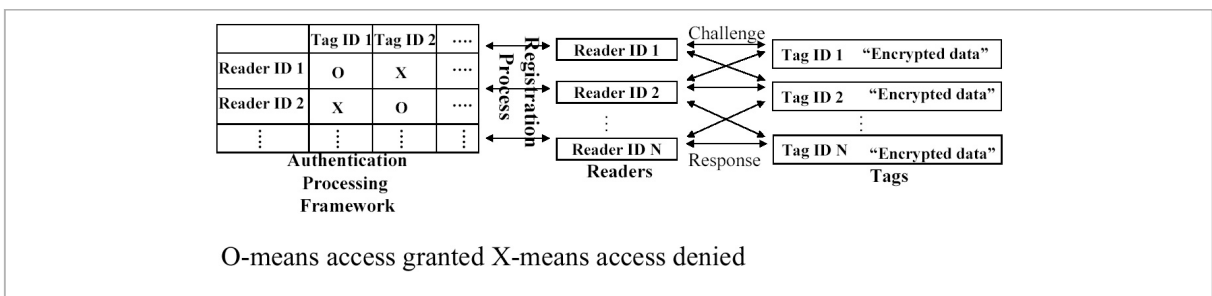 Tag ID 1 Tag ID 2 ....
Reader ID 1 O X ....
Reader ID 2 X O ....
⋮ ⋮ ⋮ ⋮
Authentication
Processing
Framework
Registration
Process
Reader ID 1
Reader ID 2
⋮
Reader ID N
Readers
Challenge
Response
Tag ID 1 “Encrypted data”
Tag ID 2 “Encrypted data”
⋮
Tag ID N “Encrypted data”
Tags
O-means access granted X-means access denied